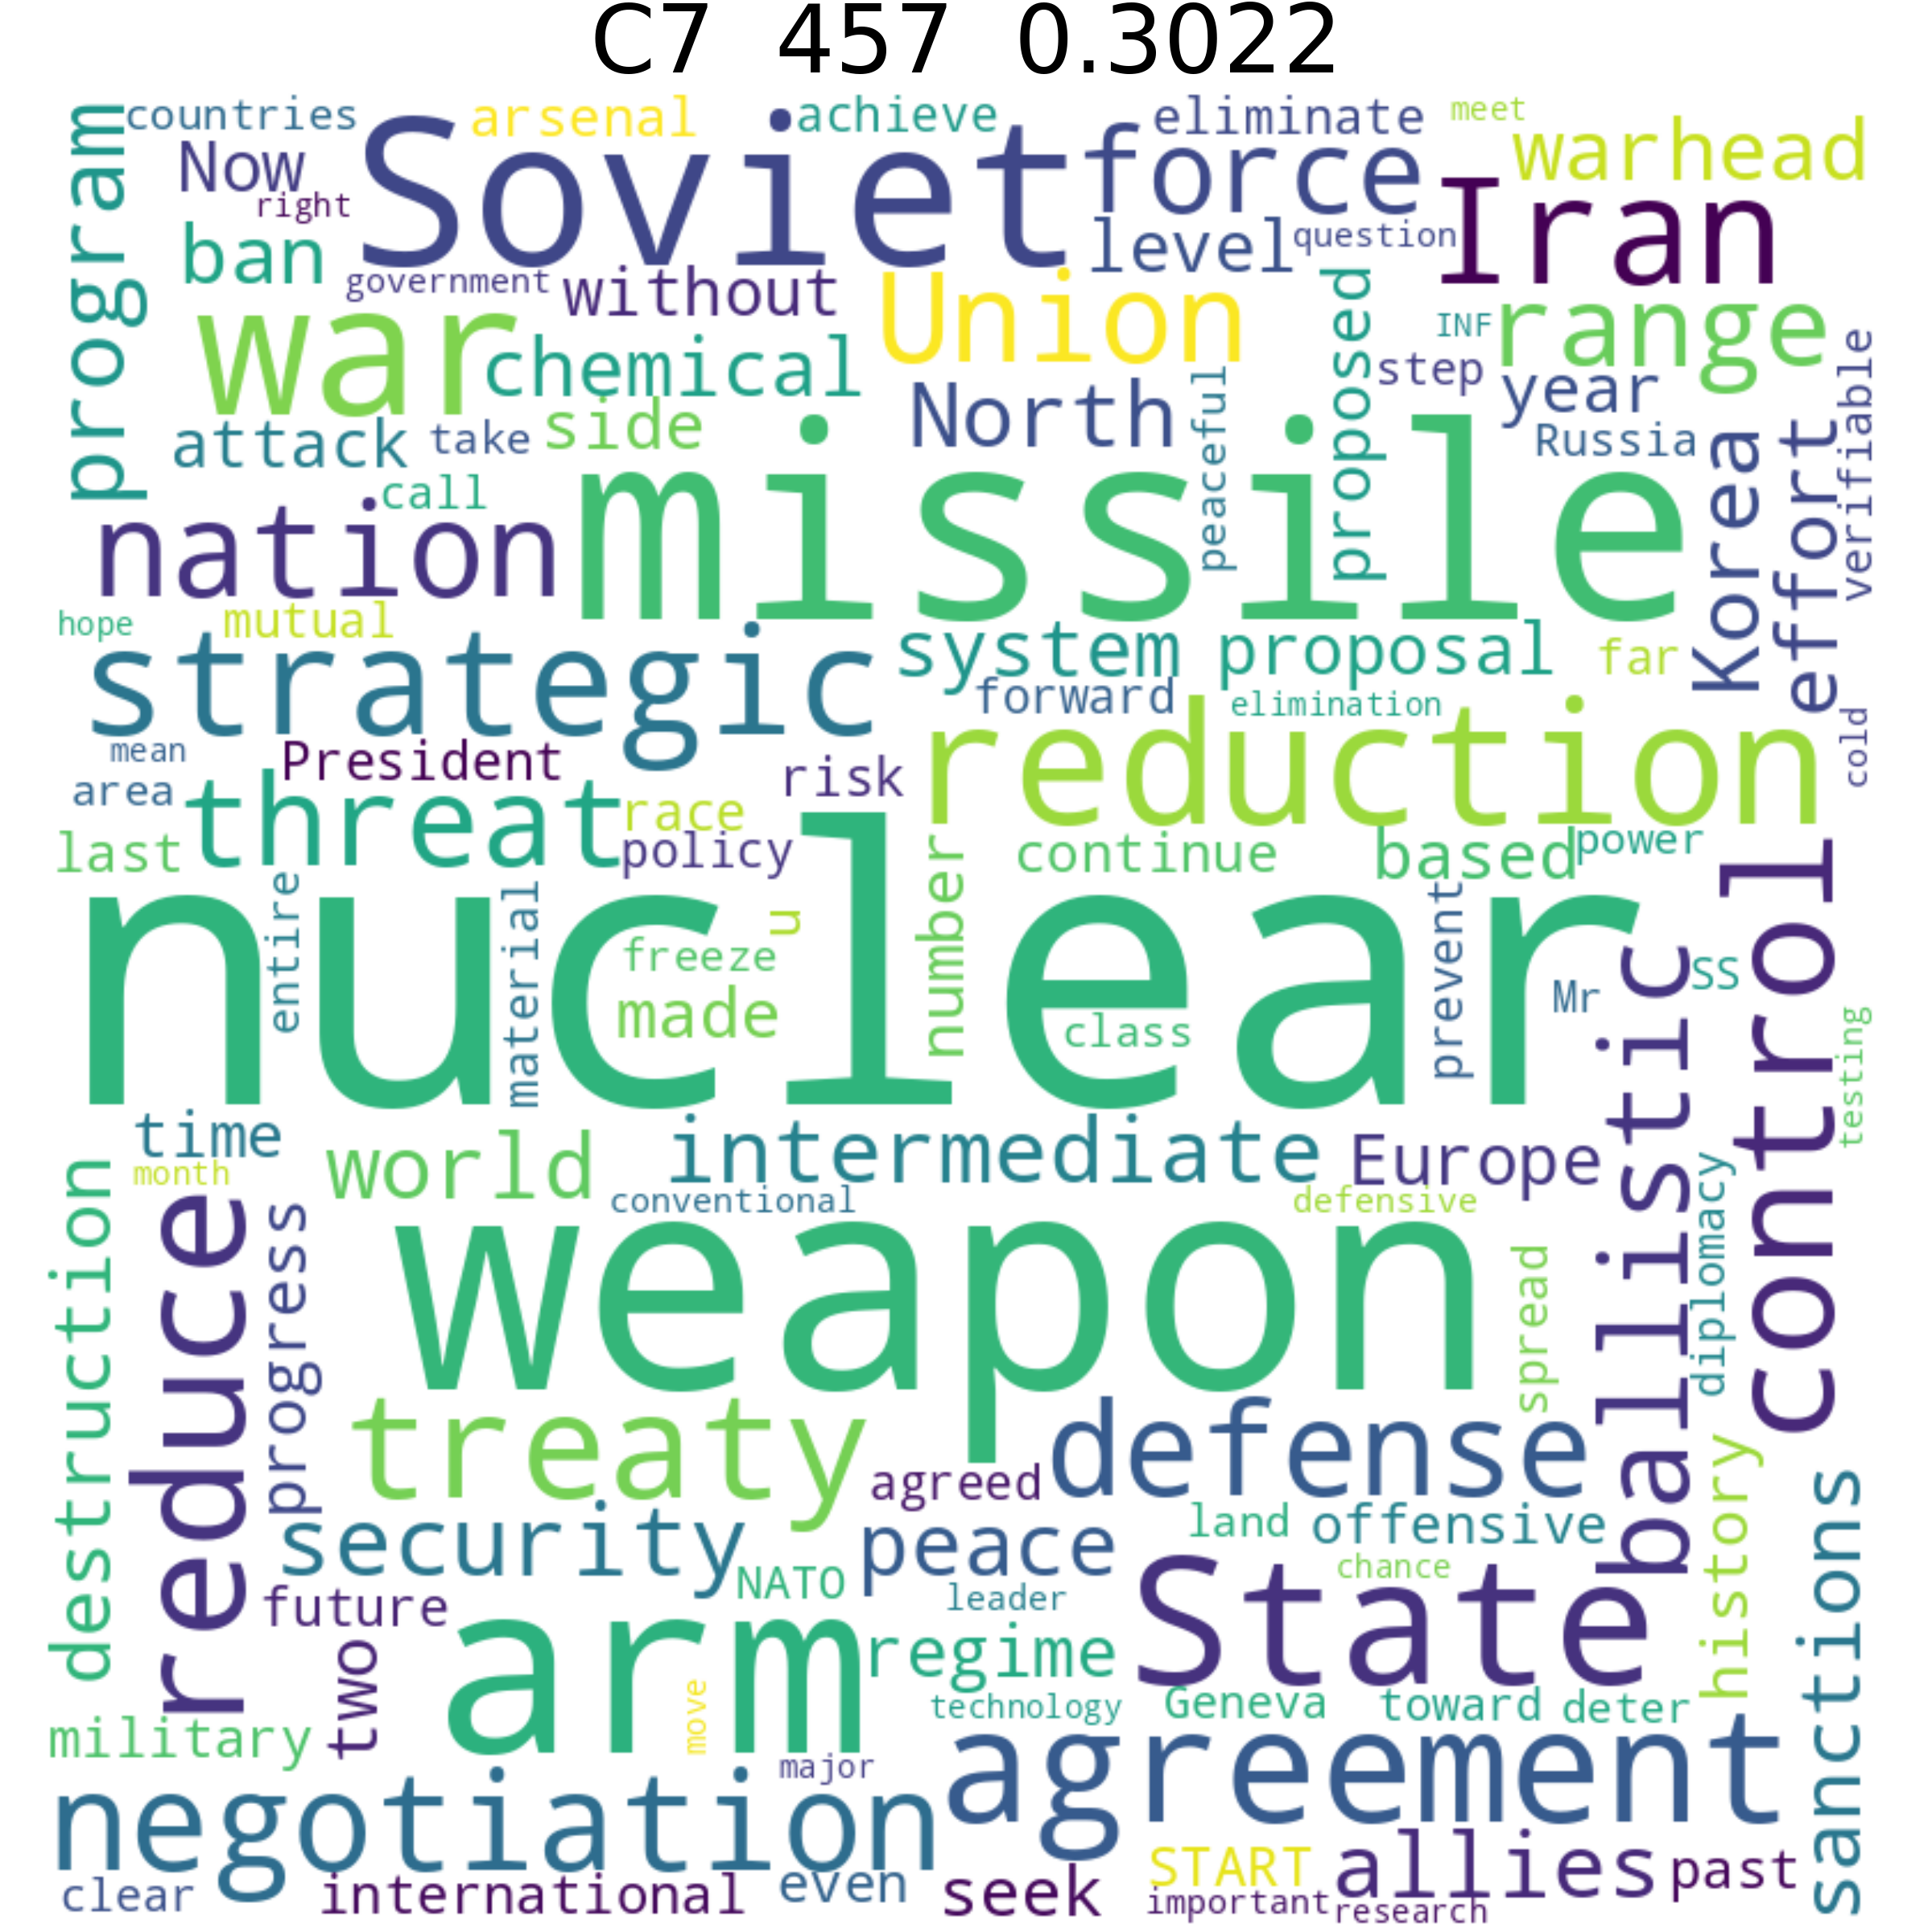 C7 457 0.3022
countries
arsenal
achieve
eliminate
meet
program
Now
Soviet
force
warhead
right
Iran
ban
level
question
government
without
Union
proposed
INF
range
war
chemical
step
year
verifiable
North
peaceful
attack
take
side
Russia
missile
Korea
effort
call
nation
hope
mutual
strategic
system
proposal
far
forward
elimination
mean
President
reduction
cold
area
risk
threat
race
last
policy
continue
based
power
nuclear
control
entire
material
u
number
prevent
freeze
made
class
Mr
SS
ballistic
testing
time
month
world
intermediate
Europe
conventional
defensive
destruction
reduce
progress
weapon
spread
diplomacy
treaty
defense
agreed
security
peace
land
offensive
history
sanctions
NATO
chance
future
leader
State
two
arm
regime
move
technology
Geneva
toward
deter
military
major
agreement
negotiation
START
allies
past
clear
international
even
seek
important
research